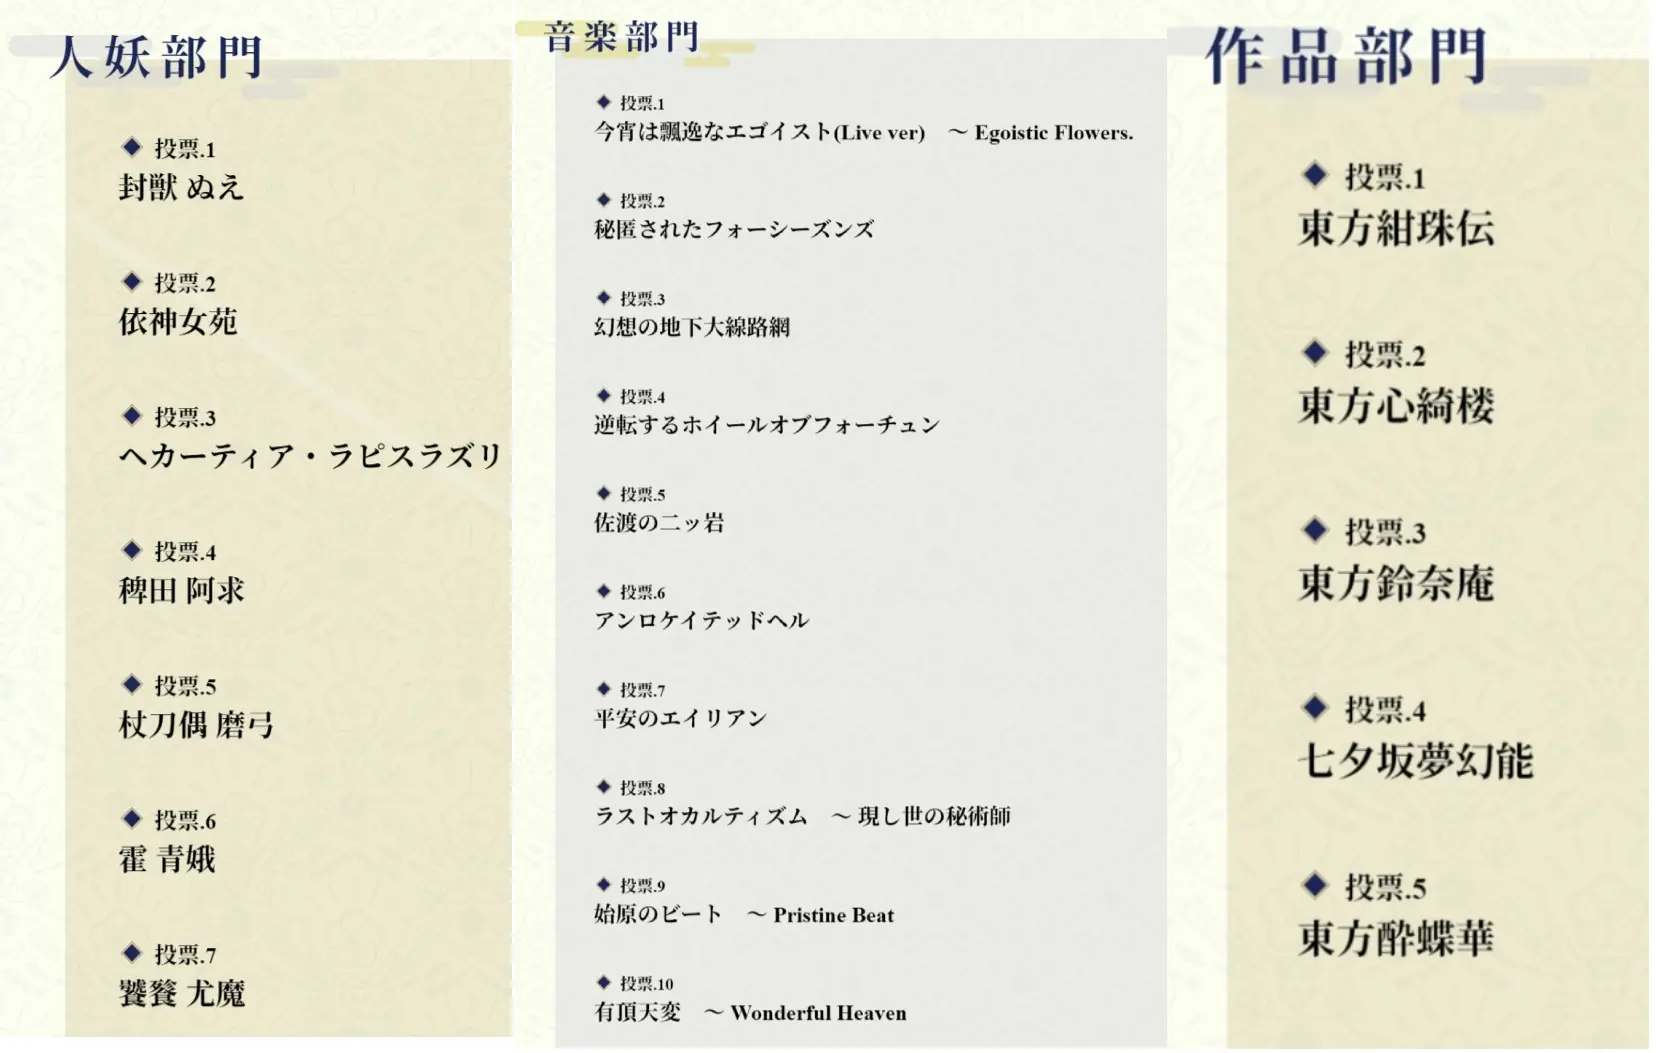 人妖部門
投票.1
封獣 ぬえ
投票.2
依神女苑
投票.3
ヘカーティア・ラピスラズリ
投票.4
稗田 阿求
投票.5
杖刀偶 磨弓
投票.6
霍 青娥
投票.7
饕餮 尤魔
音楽部門
投票.1
今宵は飄逸なエゴイスト(Live ver)　～ Egoistic Flowers.
投票.2
秘匿されたフォーシーズンズ
投票.3
幻想の地下大線路網
投票.4
逆転するホイールオブフォーチュン
投票.5
佐渡の二ッ岩
投票.6
アンロケイテッドヘル
投票.7
平安のエイリアン
投票.8
ラストオカルティズム　～ 現し世の秘術師
投票.9
始原のビート　～ Pristine Beat
投票.10
有頂天変　～ Wonderful Heaven
作品部門
投票.1
東方紺珠伝
投票.2
東方心綺楼
投票.3
東方鈴奈庵
投票.4
七夕坂夢幻能
投票.5
東方酔蝶華